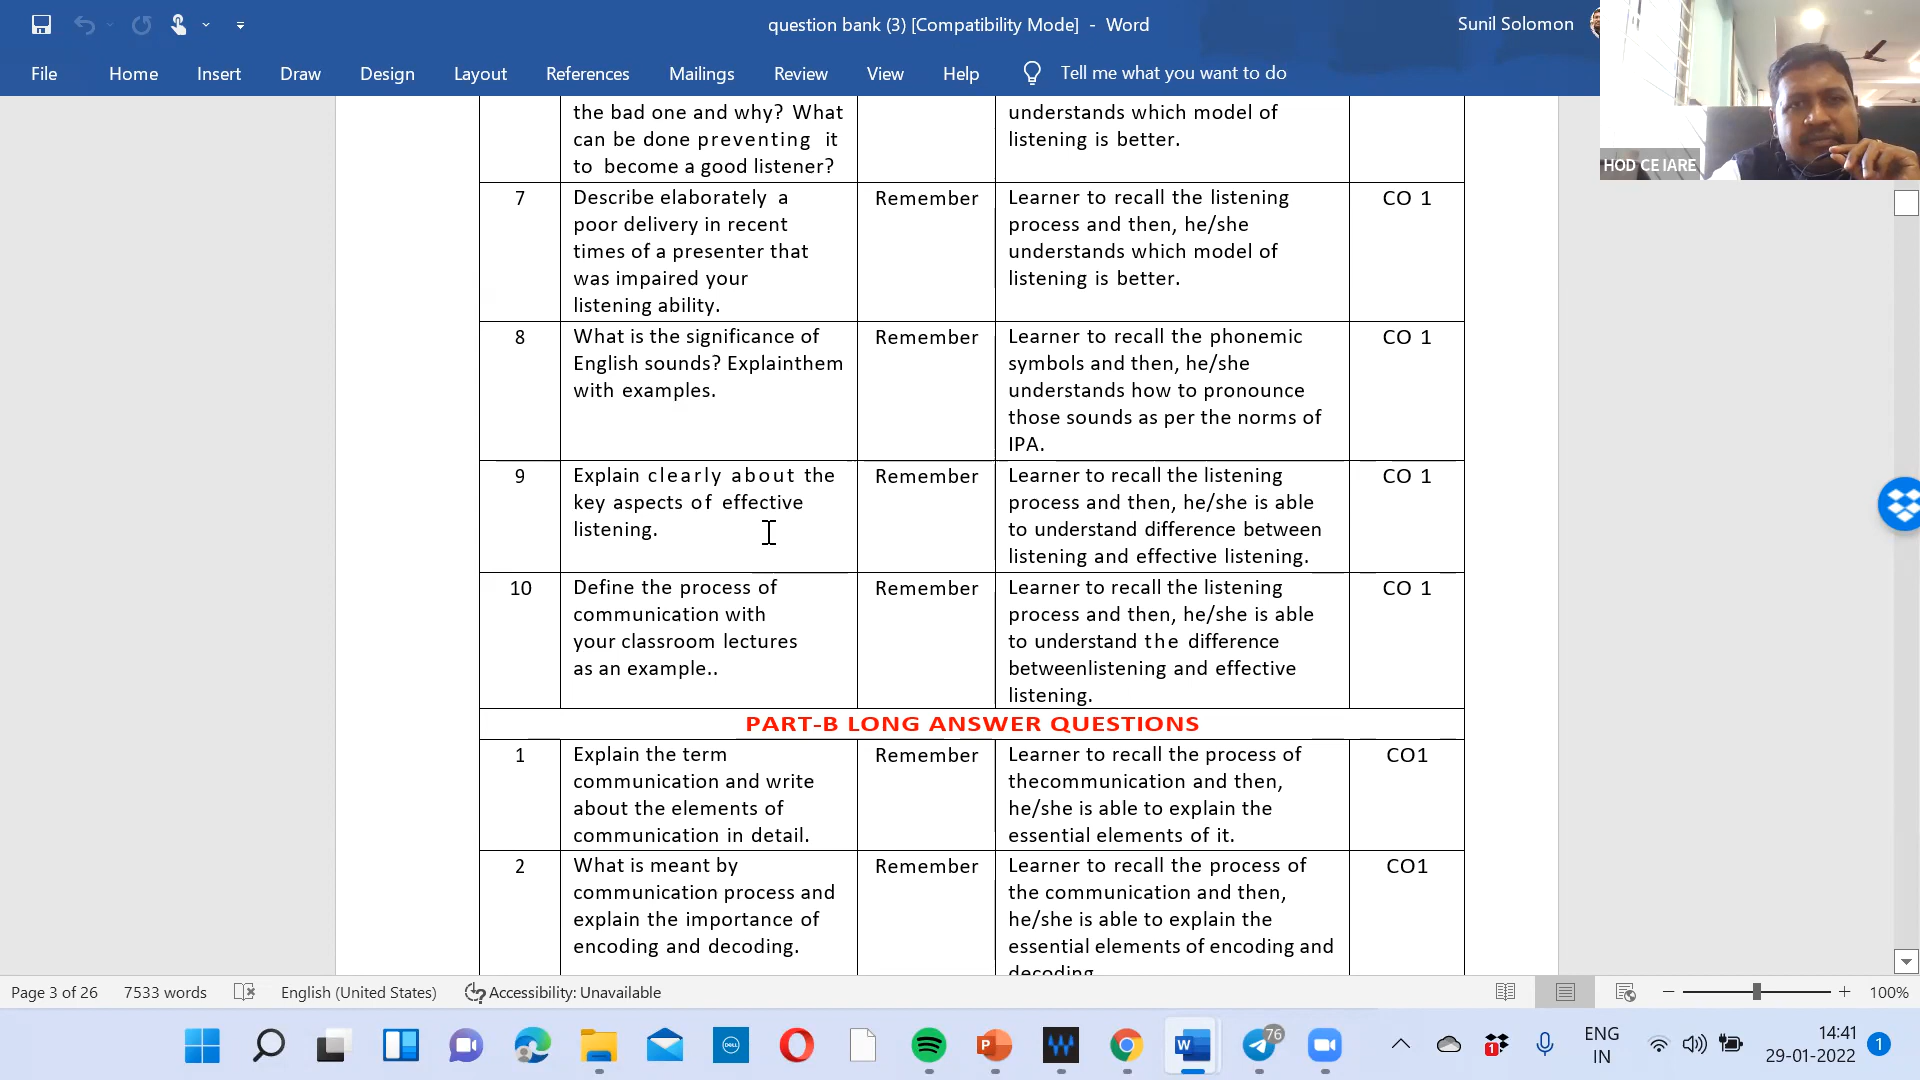 question bank (3) [Compatibility Mode] - Word
Sunil Solomon
File Home Insert Draw Design Layout References Mailings Review View Help Tell me what you want to do
HOD CE IARE
the bad one and why? What
can be done preventing it
to become a good listener?
understands which model of
listening is better.
7
Describe elaborately a
poor delivery in recent
times of a presenter that
was impaired your
listening ability.
Remember
Learner to recall the listening
process and then, he/she
understands which model of
listening is better.
CO 1
8
What is the significance of
English sounds? Explainthem
with examples.
Remember
Learner to recall the phonemic
symbols and then, he/she
understands how to pronounce
those sounds as per the norms of
IPA.
CO 1
9
Explain clearly about the
key aspects of effective
listening.
Remember
Learner to recall the listening
process and then, he/she is able
to understand difference between
listening and effective listening.
CO 1
10
Define the process of
communication with
your classroom lectures
as an example..
Remember
Learner to recall the listening
process and then, he/she is able
to understand the difference
betweenlistening and effective
listening.
CO 1
PART-B LONG ANSWER QUESTIONS
1
Explain the term
communication and write
about the elements of
communication in detail.
Remember
Learner to recall the process of
thecommunication and then,
he/she is able to explain the
essential elements of it.
CO1
2
What is meant by
communication process and
explain the importance of
encoding and decoding.
Remember
Learner to recall the process of
the communication and then,
he/she is able to explain the
essential elements of encoding and
decoding
CO1
Page 3 of 26 7533 words English (United States) Accessibility: Unavailable 100%
DELL
P
W
76
1
ENG
IN
14:41
29-01-2022
1